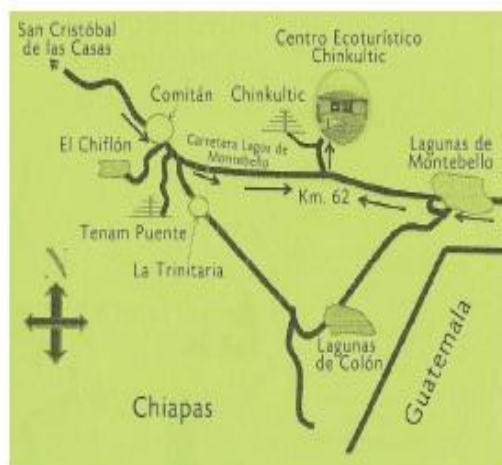 San Cristóbal
de las Casas
Centro Ecoturístico
Chinkultic
Comitán
Chinkultic
El Chiflón
Carretera Lagos de
Montebello
Lagunas de
Montebello
Km. 62
Tenam Puente
La Trinitaria
Lagunas
de Colón
Guatemala
Chiapas